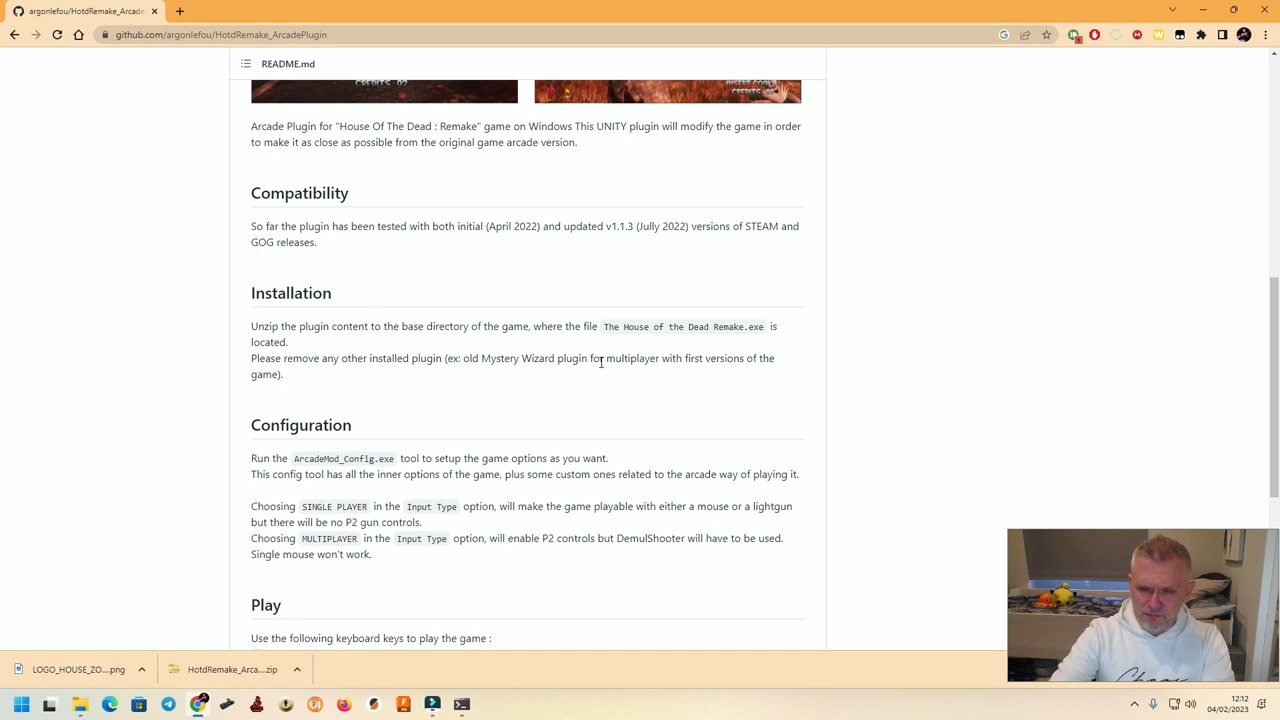 argonlefou/HotdRemake_Arcade
github.com/argonlefou/HotdRemake_ArcadePlugin
README.md
CREDITS 02
INSERT COIN
Arcade Plugin for "House Of The Dead : Remake" game on Windows This UNITY plugin will modify the game in order
to make it as close as possible from the original game arcade version.
Compatibility
So far the plugin has been tested with both initial (April 2022) and updated v1.1.3 (Jully 2022) versions of STEAM and
GOG releases.
Installation
Unzip the plugin content to the base directory of the game, where the file The House of the Dead Remake.exe is
located.
Please remove any other installed plugin (ex: old Mystery Wizard plugin for multiplayer with first versions of the
game).
Configuration
Run the ArcadeMod_Config.exe tool to setup the game options as you want.
This config tool has all the inner options of the game, plus some custom ones related to the arcade way of playing it.
Choosing SINGLE PLAYER in the Input Type option, will make the game playable with either a mouse or a lightgun
but there will be no P2 gun controls.
Choosing MULTIPLAYER in the Input Type option, will enable P2 controls but DemulShooter will have to be used.
Single mouse won't work.
Play
Use the following keyboard keys to play the game :
LOGO_HOUSE_ZO....png
HotdRemake_Arca....zip
12:12
04/02/2023